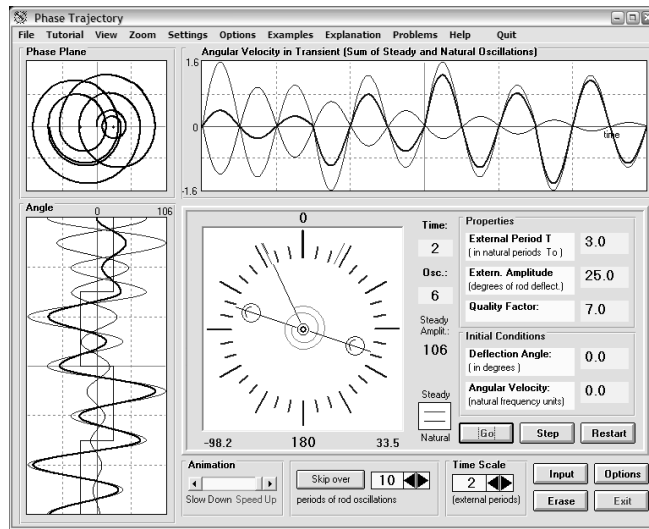 Phase Trajectory
File Tutorial View Zoom Settings Options Examples Explanation Problems Help Quit
Phase Plane
Angular Velocity in Transient (Sum of Steady and Natural Oscillations)
1.6
time
-1.6
Angle
0 106
0
180
-98.2
33.5
Time:
2
Osc.:
6
Steady
Amplit.:
106
Steady
Natural
Properties
External Period T
( in natural periods To )
3.0
Extern. Amplitude
(degrees of rod deflect.)
25.0
Quality Factor:
7.0
Initial Conditions
Deflection Angle:
( in degrees )
0.0
Angular Velocity:
(natural frequency units)
0.0
Go Step Restart
Animation
Slow Down Speed Up
Skip over 10
periods of rod oscillations
Time Scale
2
(external periods)
Input Options
Erase Exit